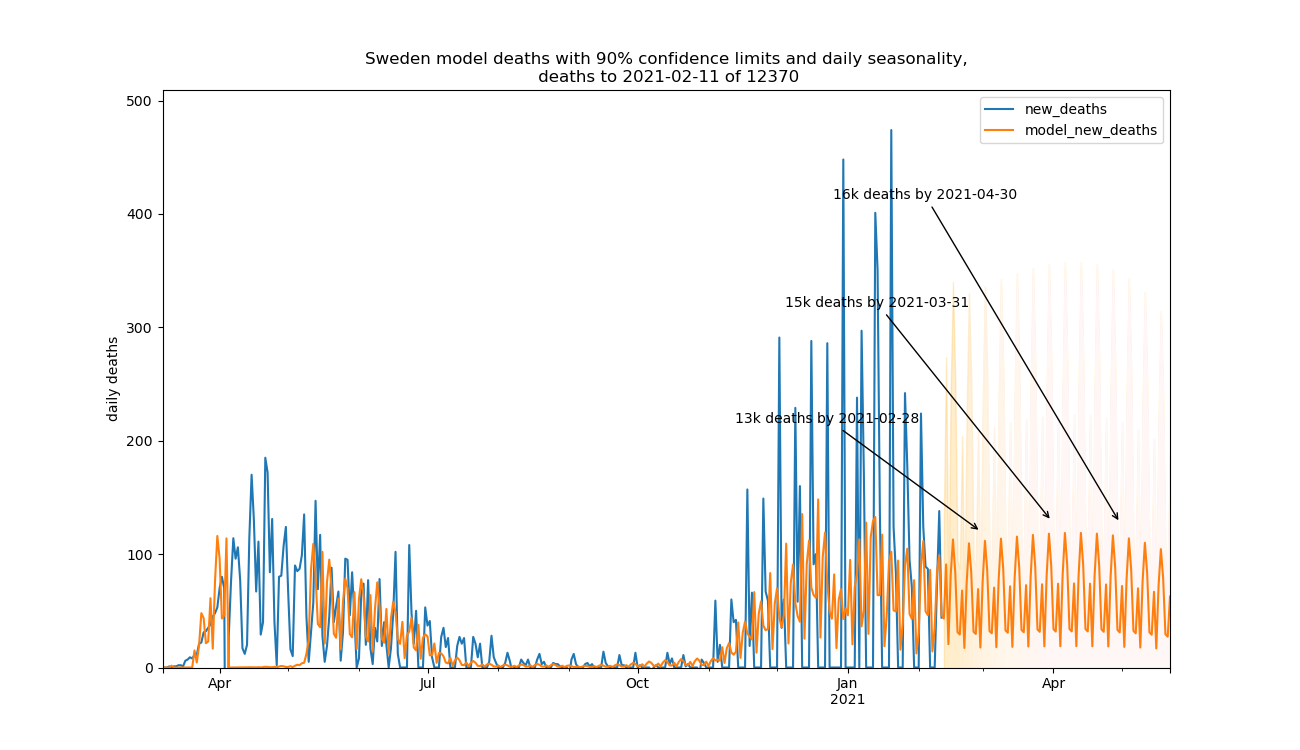 Sweden model deaths with 90% confidence limits and daily seasonality,
deaths to 2021-02-11 of 12370
500
400
300
200
100
0
daily deaths
new_deaths
model_new_deaths
16k deaths by 2021-04-30
15k deaths by 2021-03-31
13k deaths by 2021-02-28
Apr
Jul
Oct
Jan
2021
Apr